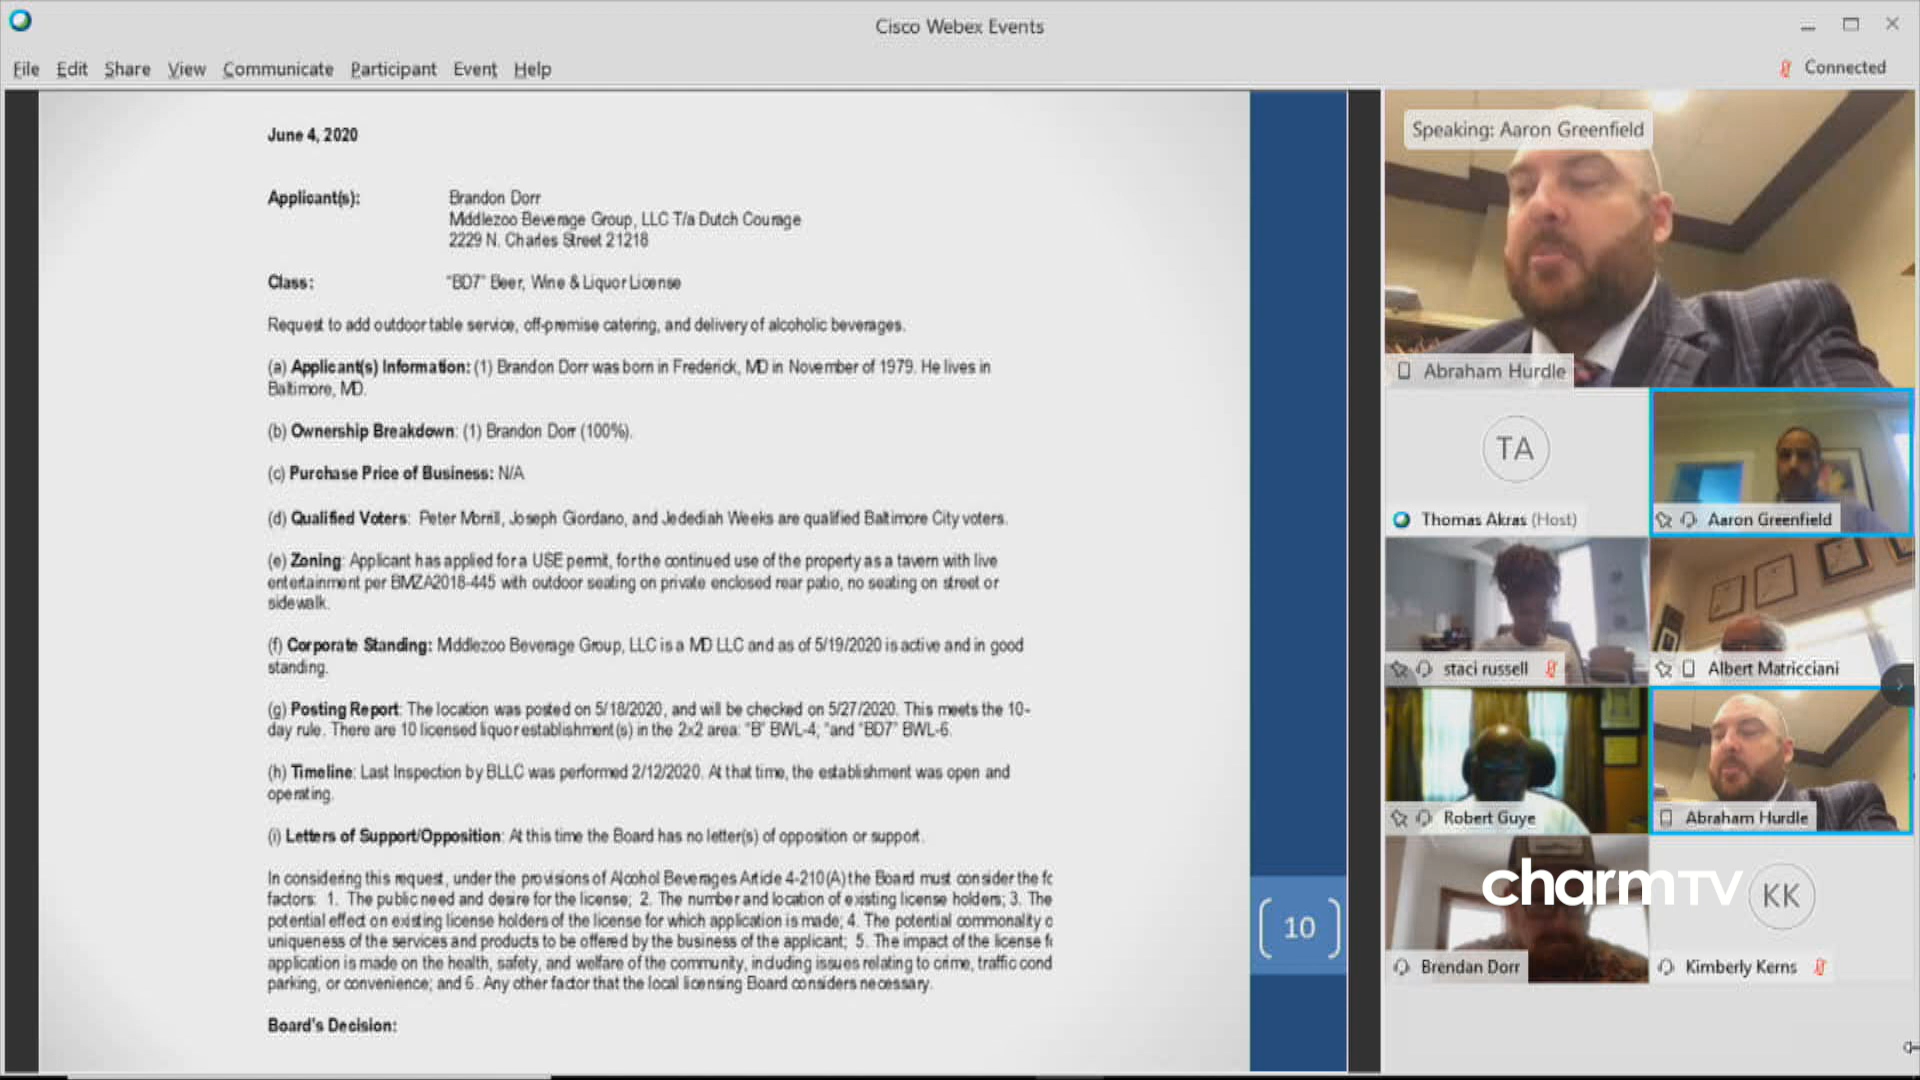 Cisco Webex Events
File Edit Share View Communicate Participant Event Help
Connected
June 4, 2020
Applicant(s): Brandon Dorr
Middlezoo Beverage Group, LLC T/a Dutch Courage
2229 N. Charles Street 21218
Class: "BD7" Beer, Wine & Liquor License
Request to add outdoor table service, off-premise catering, and delivery of alcoholic beverages.
(a) Applicant(s) Information: (1) Brandon Dorr was born in Frederick, MD in November of 1979. He lives in
Baltimore, MD.
(b) Ownership Breakdown: (1) Brandon Dorr (100%).
(c) Purchase Price of Business: N/A
(d) Qualified Voters: Peter Morrill, Joseph Giordano, and Jedediah Weeks are qualified Baltimore City voters.
(e) Zoning: Applicant has applied for a USE permit, for the continued use of the property as a tavern with live
entertainment per BMZA2018-445 with outdoor seating on private enclosed rear patio, no seating on street or
sidewalk.
(f) Corporate Standing: Middlezoo Beverage Group, LLC is a MD LLC and as of 5/19/2020 is active and in good
standing.
(g) Posting Report: The location was posted on 5/18/2020, and will be checked on 5/27/2020. This meets the 10-
day rule. There are 10 licensed liquor establishment(s) in the 2x2 area: "B" BWL-4; "and "BD7" BWL-6.
(h) Timeline: Last Inspection by BLLC was performed 2/12/2020. At that time, the establishment was open and
operating.
(i) Letters of Support/Opposition: At this time the Board has no letter(s) of opposition or support.
In considering this request, under the provisions of Alcohol Beverages Article 4-210(A) the Board must consider the fo
factors: 1. The public need and desire for the license; 2. The number and location of existing license holders; 3. The
potential effect on existing license holders of the license for which application is made; 4. The potential commonality o
uniqueness of the services and products to be offered by the business of the applicant; 5. The impact of the license fo
application is made on the health, safety, and welfare of the community, including issues relating to crime, traffic cond
parking, or convenience; and 6. Any other factor that the local licensing Board considers necessary.
Board's Decision:
10
Speaking: Aaron Greenfield
Abraham Hurdle
TA
Thomas Akras (Host)
Aaron Greenfield
staci russell
Albert Matricciani
Robert Guye
Abraham Hurdle
charmTV
KK
Brendan Dorr
Kimberly Kerns